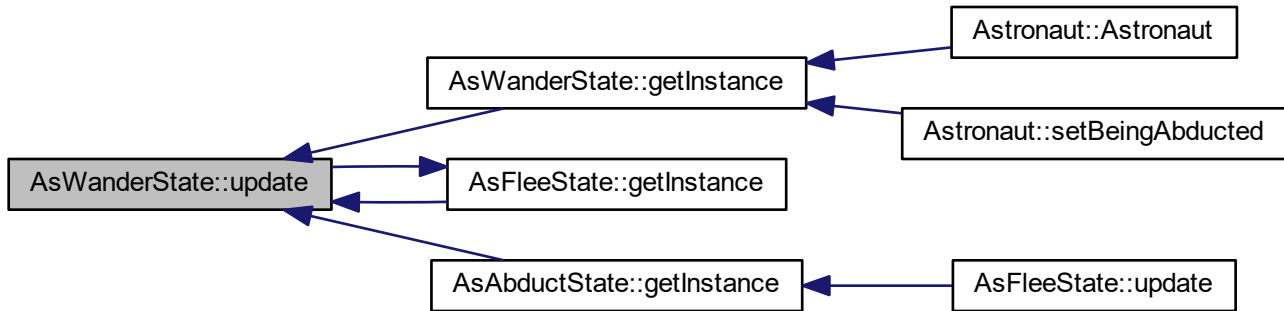 Astronaut::Astronaut
AsWanderState::getInstance
Astronaut::setBeingAbducted
AsWanderState::update
AsFleeState::getInstance
AsAbductState::getInstance
AsFleeState::update